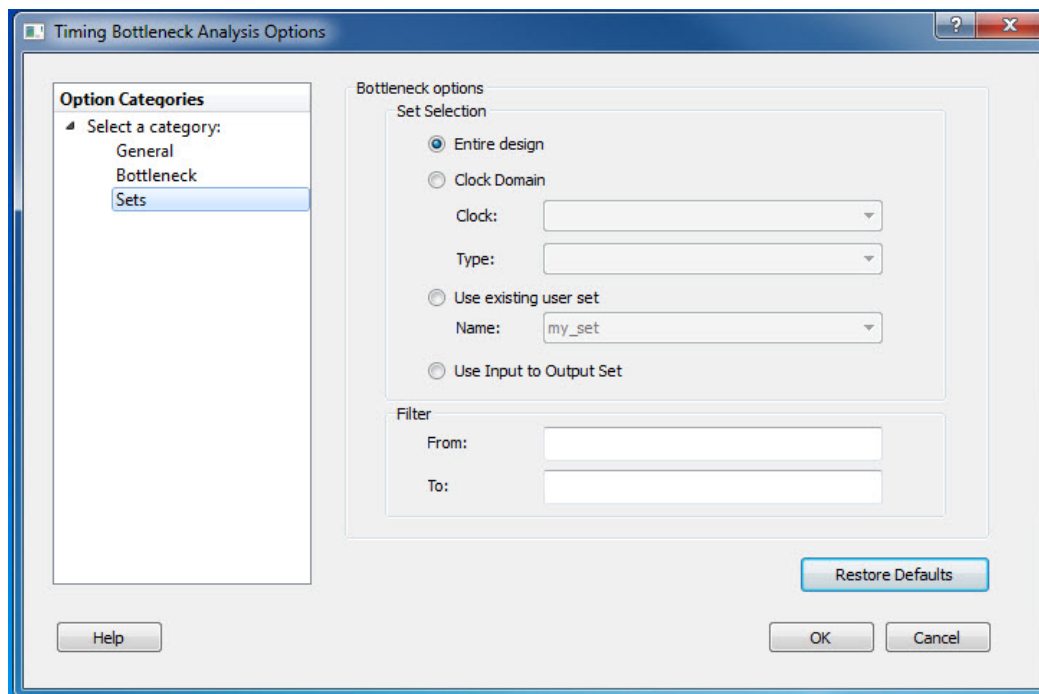 Timing Bottleneck Analysis Options
?
X
Option Categories
Select a category:
General
Bottleneck
Sets
Bottleneck options
Set Selection
Entire design
Clock Domain
Clock:
Type:
Use existing user set
Name: my_set
Use Input to Output Set
Filter
From:
To:
Restore Defaults
Help OK Cancel